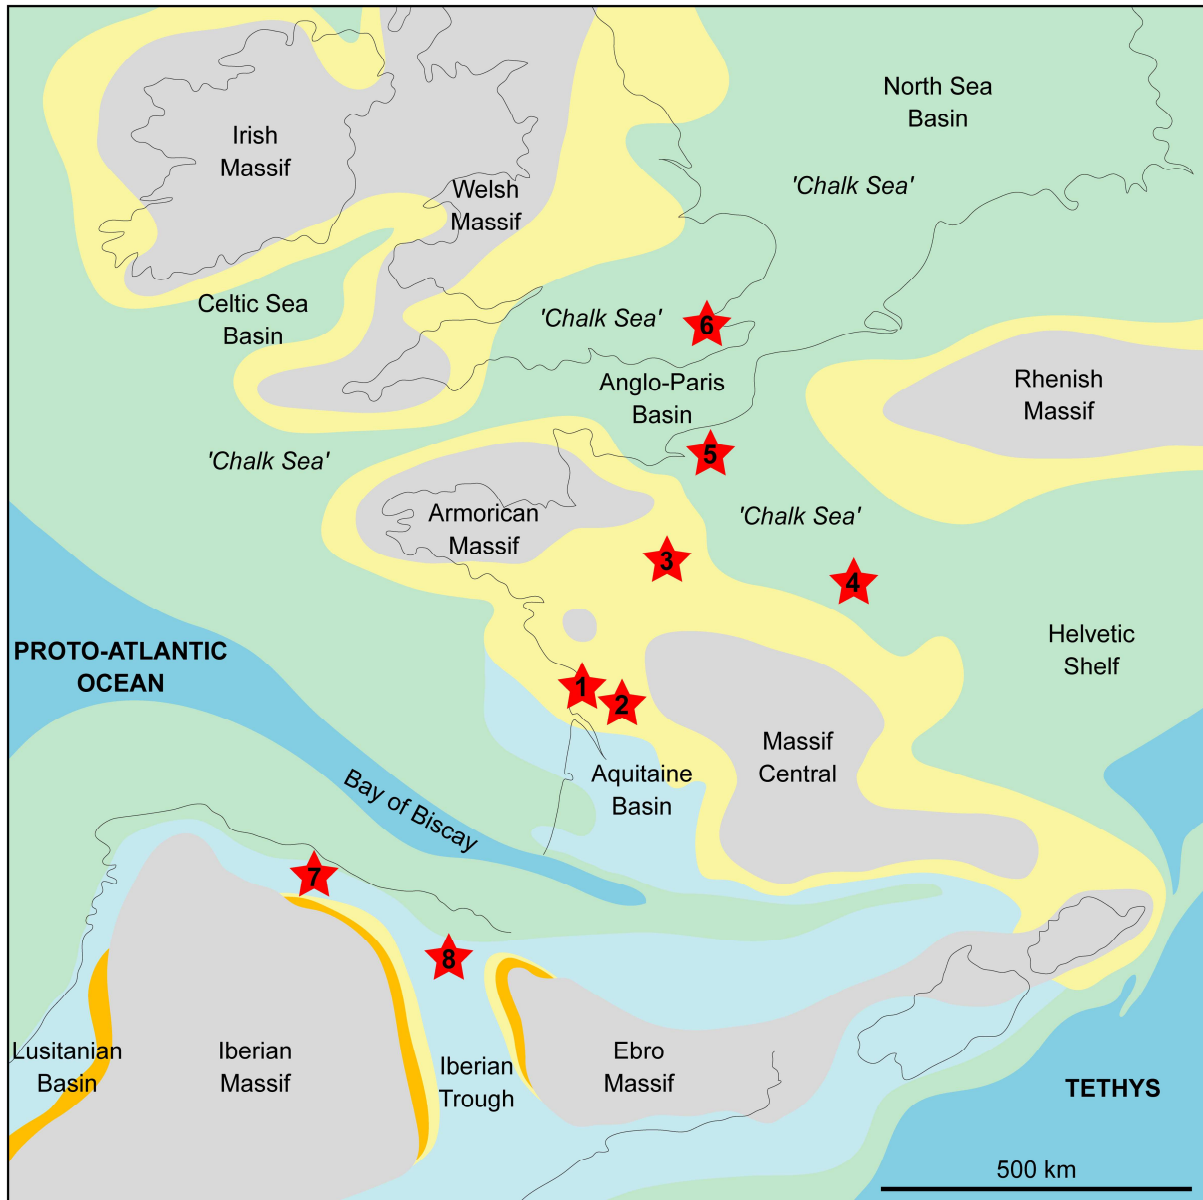 North Sea
Basin
Irish
Massif
'Chalk Sea'
Welsh
Massif
Celtic Sea
Basin
'Chalk Sea'
6
Anglo-Paris
Basin
Rhenish
Massif
'Chalk Sea'
5
Armorican
Massif
'Chalk Sea'
3
4
PROTO-ATLANTIC
OCEAN
Helvetic
Shelf
1
2
Massif
Central
Aquitaine
Basin
Bay of Biscay
7
8
Lusitanian
Basin
Iberian
Massif
Iberian
Trough
Ebro
Massif
TETHYS
500 km